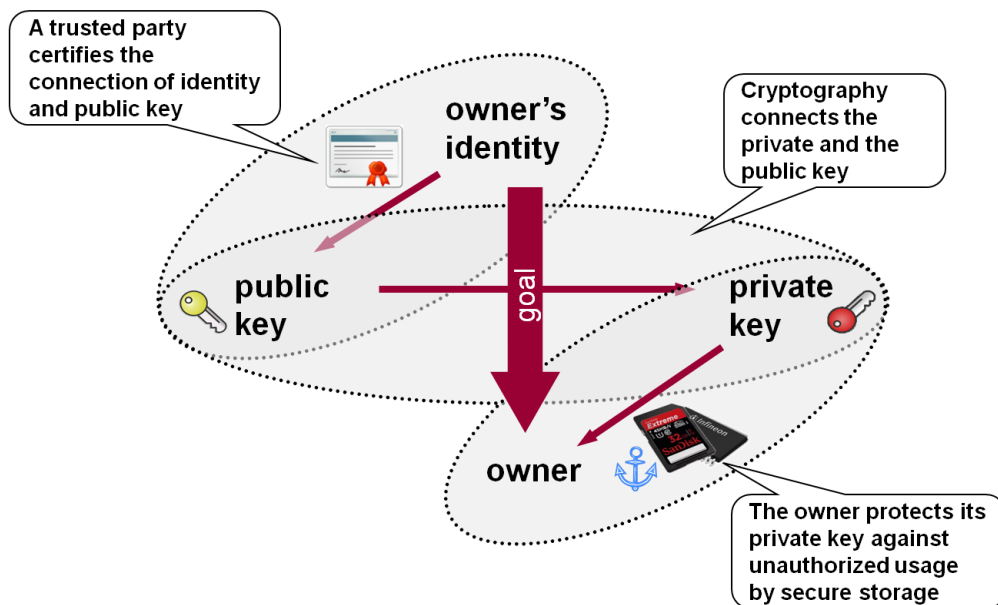 A trusted party
certifies the
connection of identity
and public key
owner's
identity
Cryptography
connects the
private and the
public key
public
key
goal
private
key
owner
Extreme
32
SanDisk
Infineon
The owner protects its
private key against
unauthorized usage
by secure storage